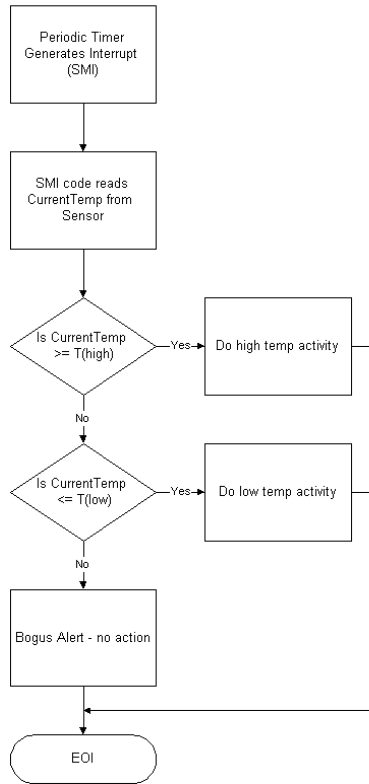 Periodic Timer
Generates Interrupt
(SMI)
SMI code reads
CurrentTemp from
Sensor
Is CurrentTemp
>= T(high)
Yes
Do high temp activity
No
Is CurrentTemp
<= T(low)
Yes
Do low temp activity
No
Bogus Alert - no action
EOI